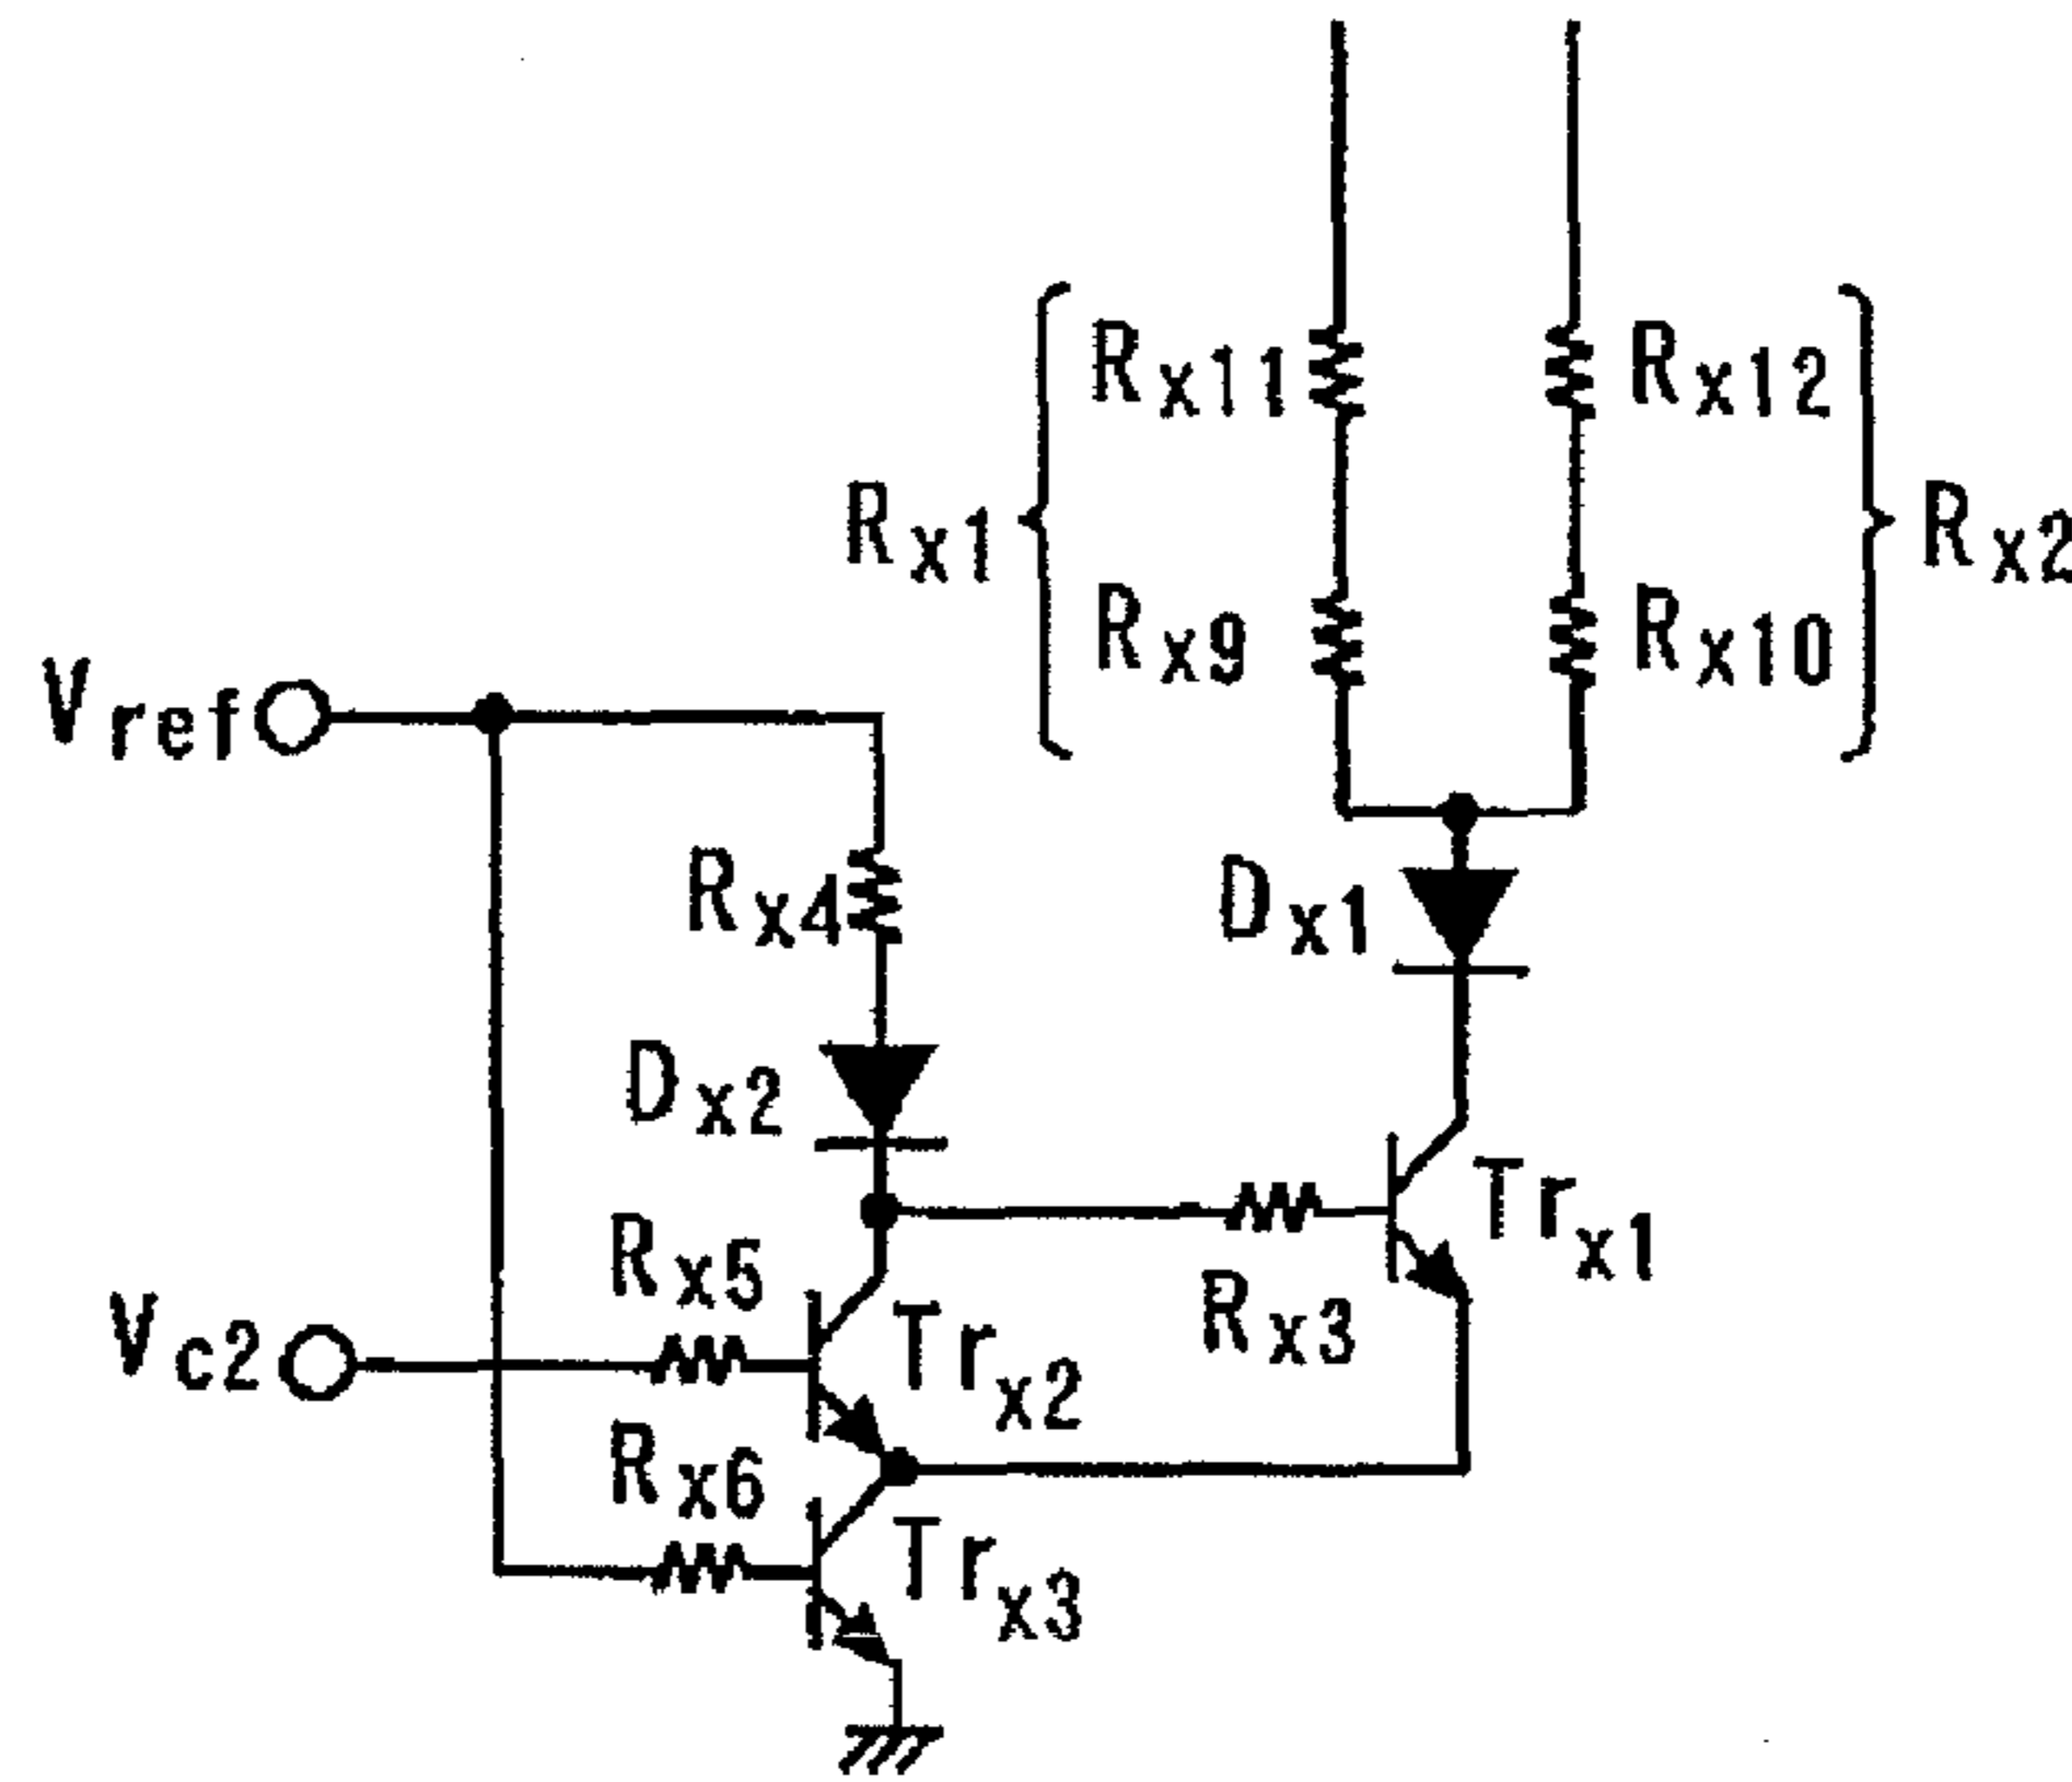 Rx11 Rx12
Rx1 Rx2
Rx9 Rx10
Vref
Rx4 Dx1
Dx2
Rx5 Trx1
Vc2 Trx2 Rx3
Rx6
Trx3